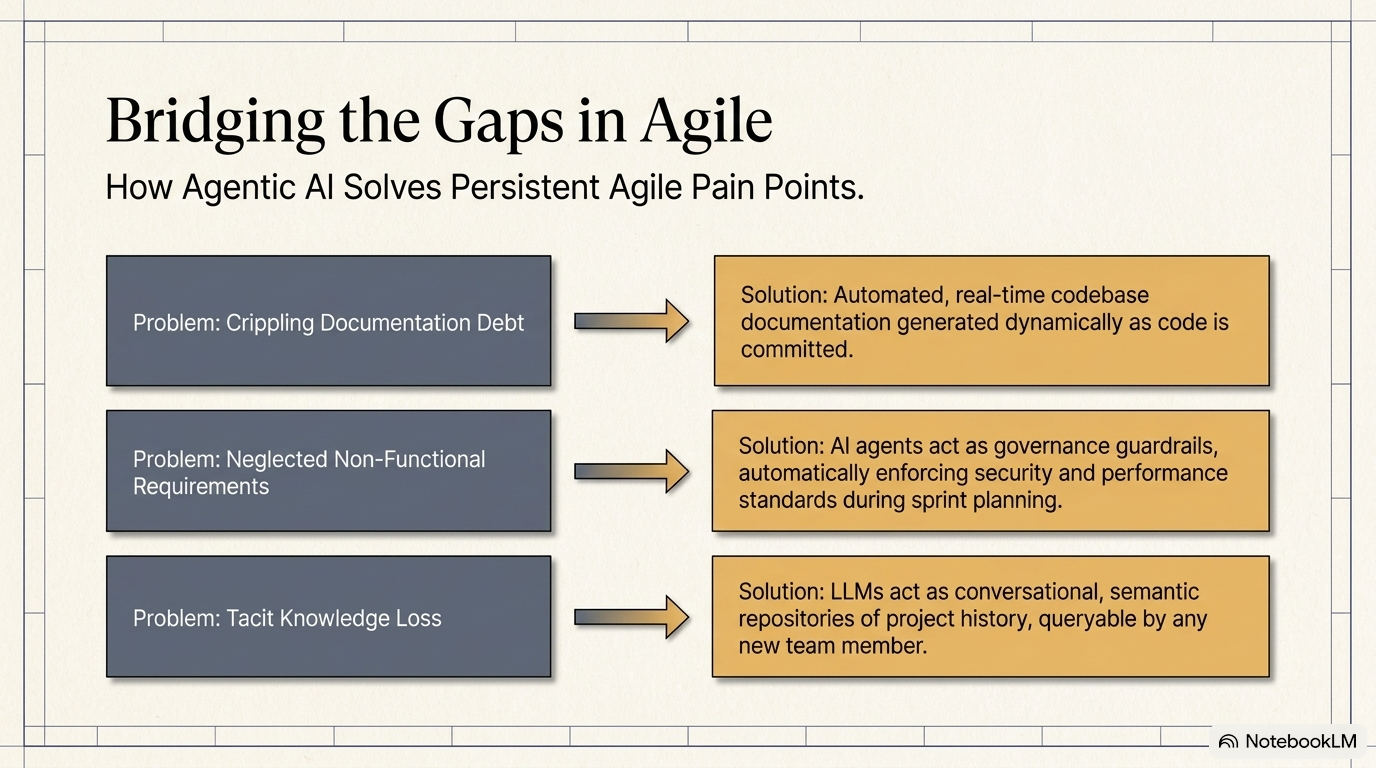 Bridging the Gaps in Agile
How Agentic AI Solves Persistent Agile Pain Points.
Problem: Crippling Documentation Debt
Solution: Automated, real-time codebase
documentation generated dynamically as code is
committed.
Problem: Neglected Non-Functional
Requirements
Solution: AI agents act as governance guardrails,
automatically enforcing security and performance
standards during sprint planning.
Problem: Tacit Knowledge Loss
Solution: LLMs act as conversational, semantic
repositories of project history, queryable by any
new team member.
NotebookLM